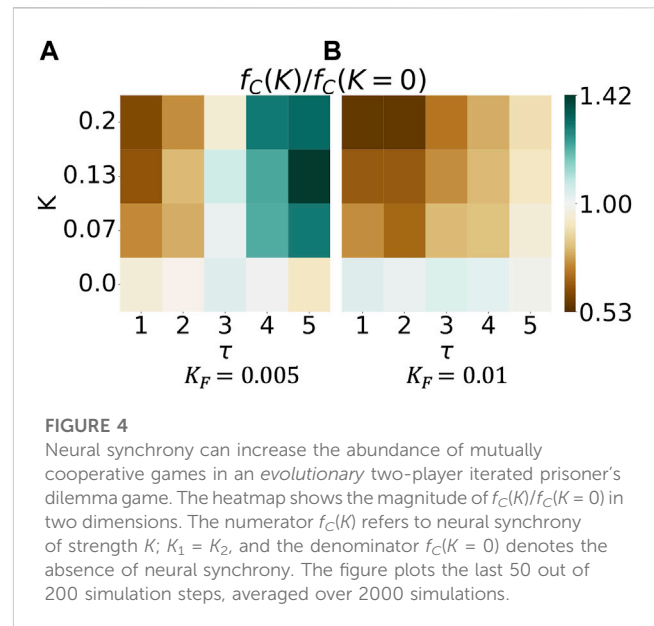 A B
f_C(K)/f_C(K = 0)
1.42
0.2
0.13
K
1.00
0.07
0.0
0.53
1 2 3 4 5 1 2 3 4 5
τ τ
K_F = 0.005 K_F = 0.01
FIGURE 4
Neural synchrony can increase the abundance of mutually
cooperative games in an evolutionary two-player iterated prisoner's
dilemma game. The heatmap shows the magnitude of f_C(K)/f_C(K = 0) in
two dimensions. The numerator f_C(K) refers to neural synchrony
of strength K; K_1 = K_2, and the denominator f_C(K = 0) denotes the
absence of neural synchrony. The figure plots the last 50 out of
200 simulation steps, averaged over 2000 simulations.